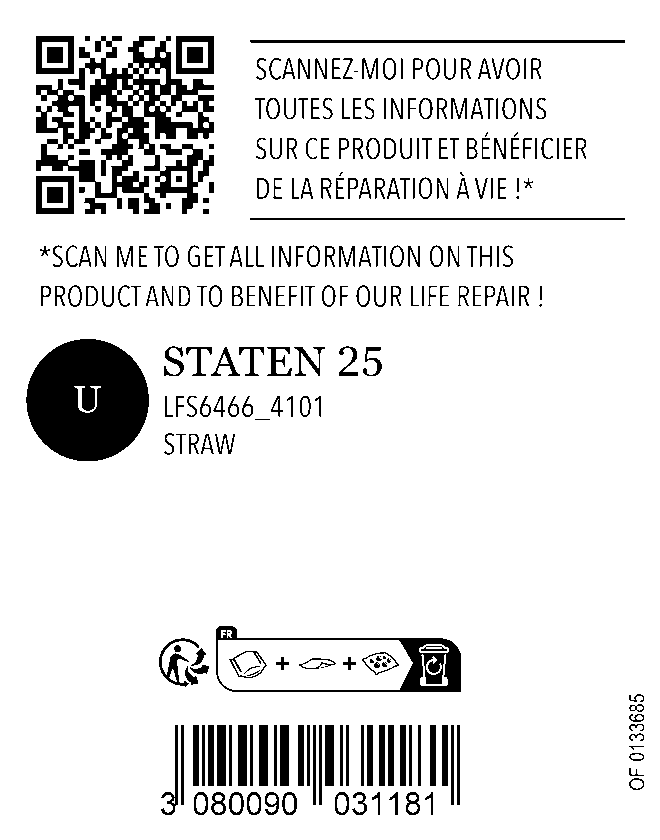 SCANNEZ-MOI POUR AVOIR
TOUTES LES INFORMATIONS
SUR CE PRODUIT ET BÉNÉFICIER
DE LA RÉPARATION À VIE !*
*SCAN ME TO GET ALL INFORMATION ON THIS
PRODUCT AND TO BENEFIT OF OUR LIFE REPAIR !
U
STATEN 25
LFS6466_4101
STRAW
FR
3 080090 031181
OF 0133685